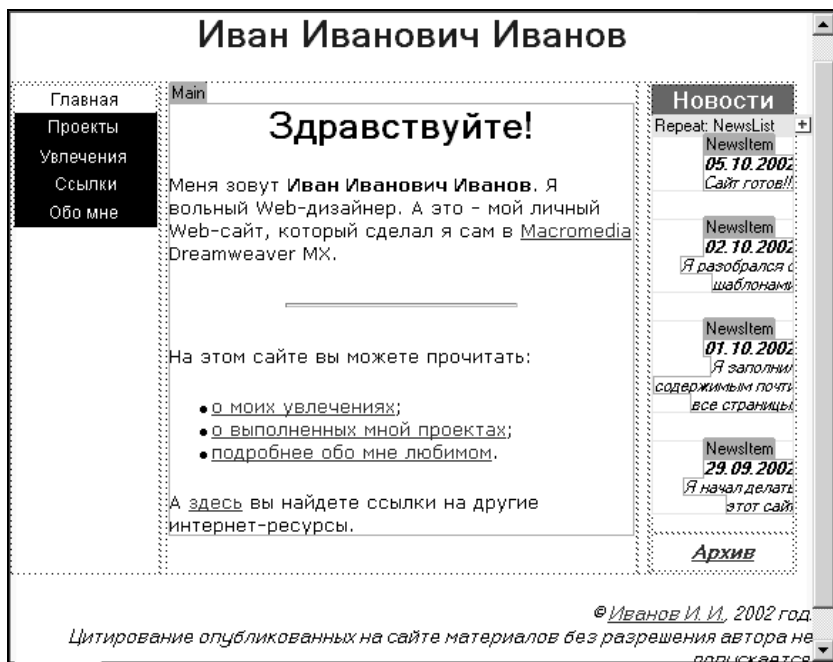 Иван Иванович Иванов
Главная
Проекты
Увлечения
Ссылки
Обо мне
Main
Здравствуйте!
Меня зовут Иван Иванович Иванов. Я
вольный Web-дизайнер. А это – мой личный
Web-сайт, который сделал я сам в Macromedia
Dreamweaver MX.
На этом сайте вы можете прочитать:
• о моих увлечениях;
• о выполненных мной проектах;
• подробнее обо мне любимом.
А здесь вы найдете ссылки на другие
интернет-ресурсы.
Новости
Repeat: NewsList
NewsItem
05.10.2002
Сайт готов!!
NewsItem
02.10.2002
Я разобрался с
шаблонами
NewsItem
01.10.2002
Я заполнил
содержимым почти
все страницы
NewsItem
29.09.2002
Я начал делать
этот сайт
Архив
© Иванов И. И., 2002 год.
Цитирование опубликованных на сайте материалов без разрешения автора не
допускается